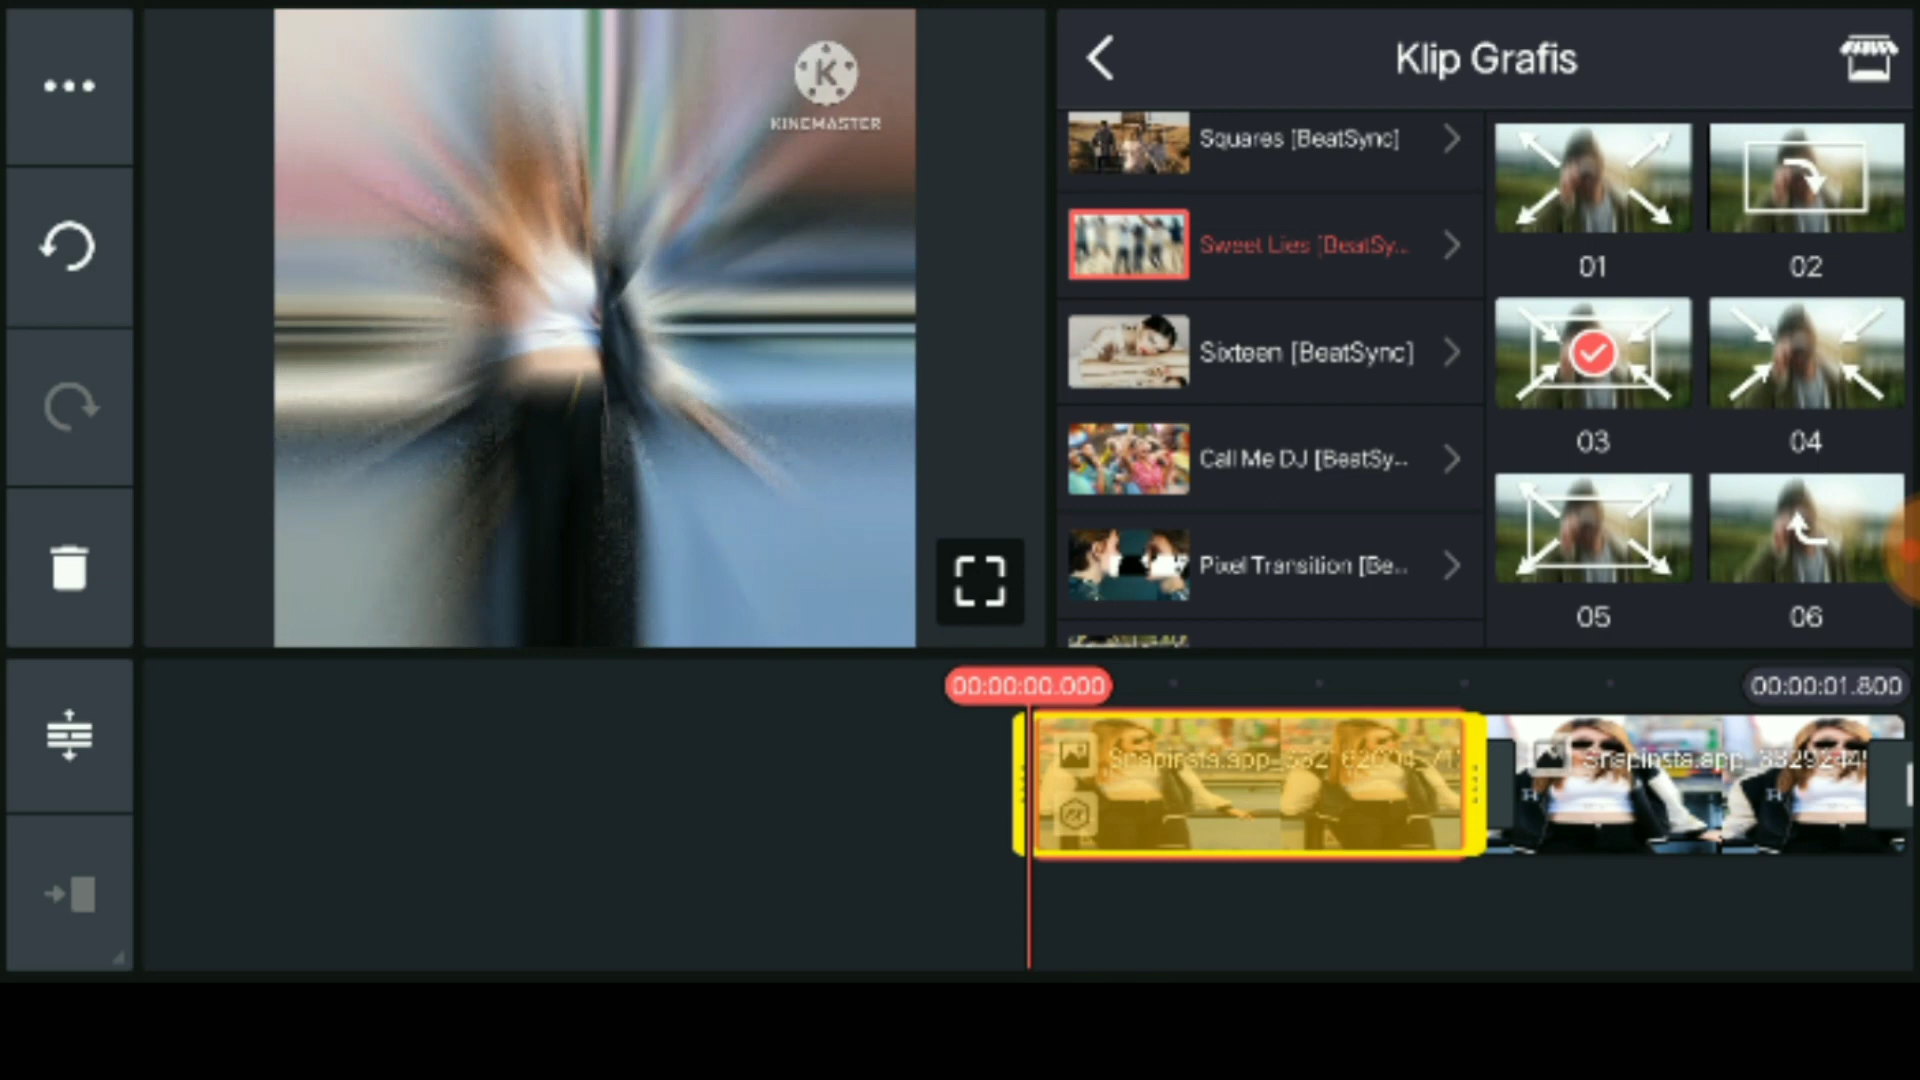 KINEMASTER
Klip Grafis
Squares [BeatSync]
Sweet Lies [BeatSy...
Sixteen [BeatSync]
Call Me DJ [BeatSy...
Pixel Transition [Be...
01
02
03
04
05
06
00:00:00.000
00:00:01.800